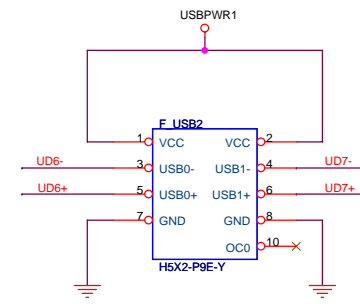 USBPWR1
F_USB2
1 VCC VCC 2
UD6- 3 USB0- USB1- 4 UD7-
UD6+ 5 USB0+ USB1+ 6 UD7+
7 GND GND 8
OC0 10
H5X2-P9E-Y